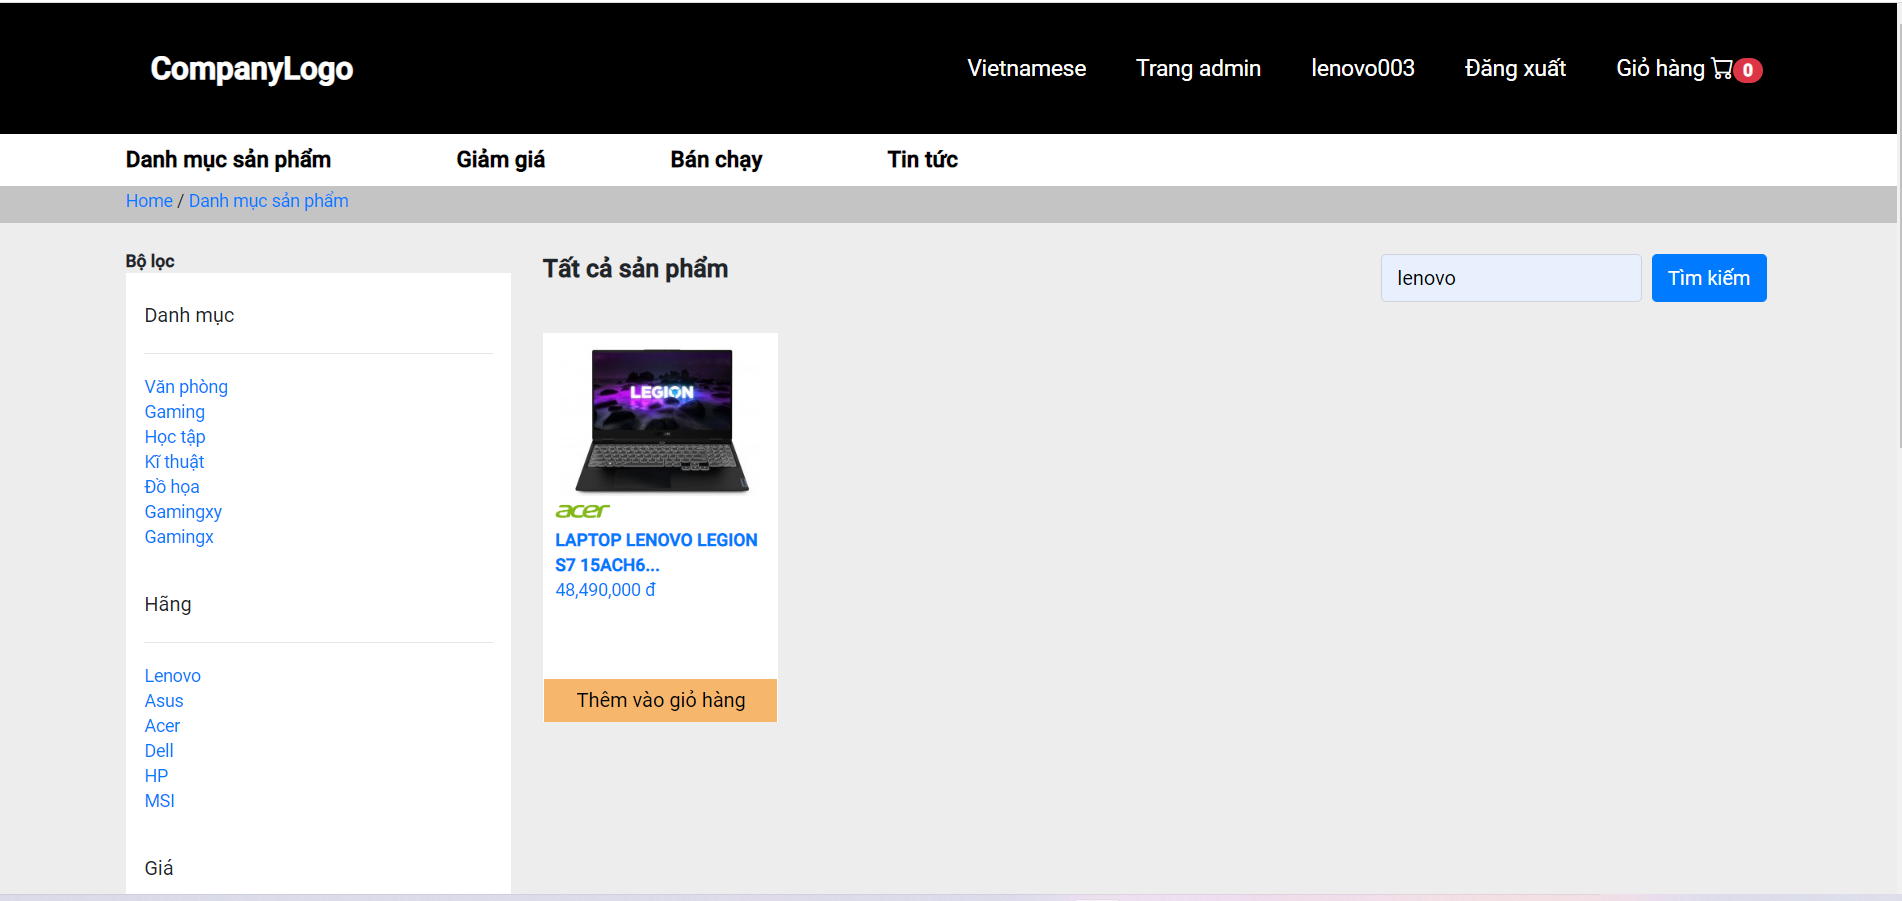 CompanyLogo
Vietnamese
Trang admin
lenovo003
Đăng xuất
Giỏ hàng 0
Danh mục sản phẩm
Giảm giá
Bán chạy
Tin tức
Home / Danh mục sản phẩm
Bộ lọc
Danh mục
Văn phòng
Gaming
Học tập
Kĩ thuật
Đồ họa
Gamingxy
Gamingx
Hãng
Lenovo
Asus
Acer
Dell
HP
MSI
Giá
Tất cả sản phẩm
lenovo
Tìm kiếm
LEGION
acer
LAPTOP LENOVO LEGION
S7 15ACH6...
48,490,000 đ
Thêm vào giỏ hàng